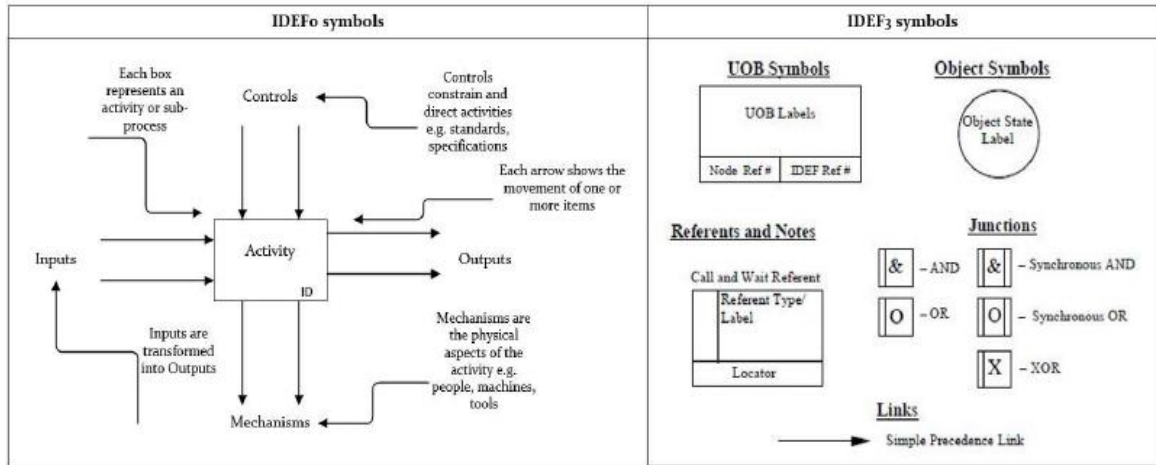 IDEF0 symbols
IDEF3 symbols
Each box
represents an
activity or sub-
process
Controls
Controls
constrain and
direct activities
e.g. standards,
specifications
Each arrow shows the
movement of one or
more items
Inputs
Activity
ID
Outputs
Inputs are
transformed
into Outputs
Mechanisms are
the physical
aspects of the
activity e.g.
people, machines,
tools
Mechanisms
UOB Symbols
UOB Labels
Node Ref #
IDEF Ref #
Object Symbols
Object State
Label
Referents and Notes
Call and Wait Referent
Referent Type/
Label
Locator
Junctions
& – AND
& – Synchronous AND
O – OR
O – Synchronous OR
X – XOR
Links
Simple Precedence Link